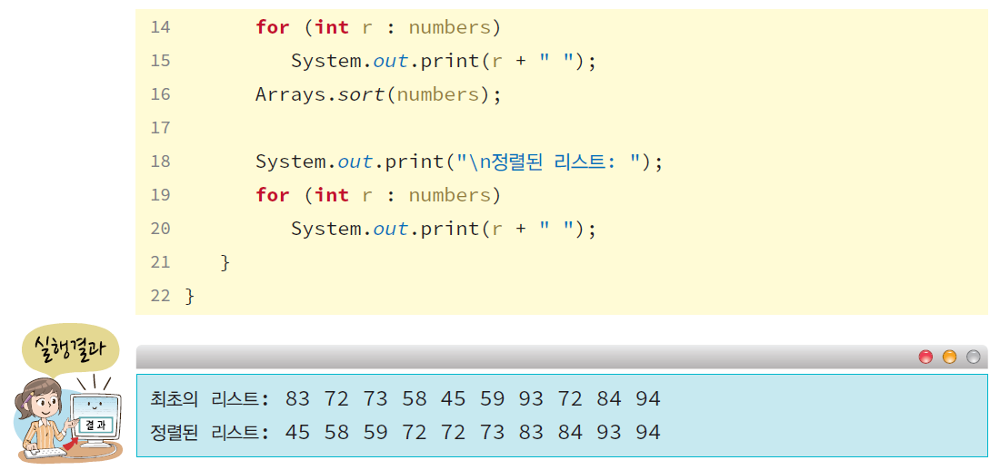 14 for (int r : numbers)
15 System.out.print(r + " ");
16 Arrays.sort(numbers);
17
18 System.out.print("\n정렬된 리스트: ");
19 for (int r : numbers)
20 System.out.print(r + " ");
21 }
22 }
실행결과
결과
최초의 리스트: 83 72 73 58 45 59 93 72 84 94
정렬된 리스트: 45 58 59 72 72 73 83 84 93 94